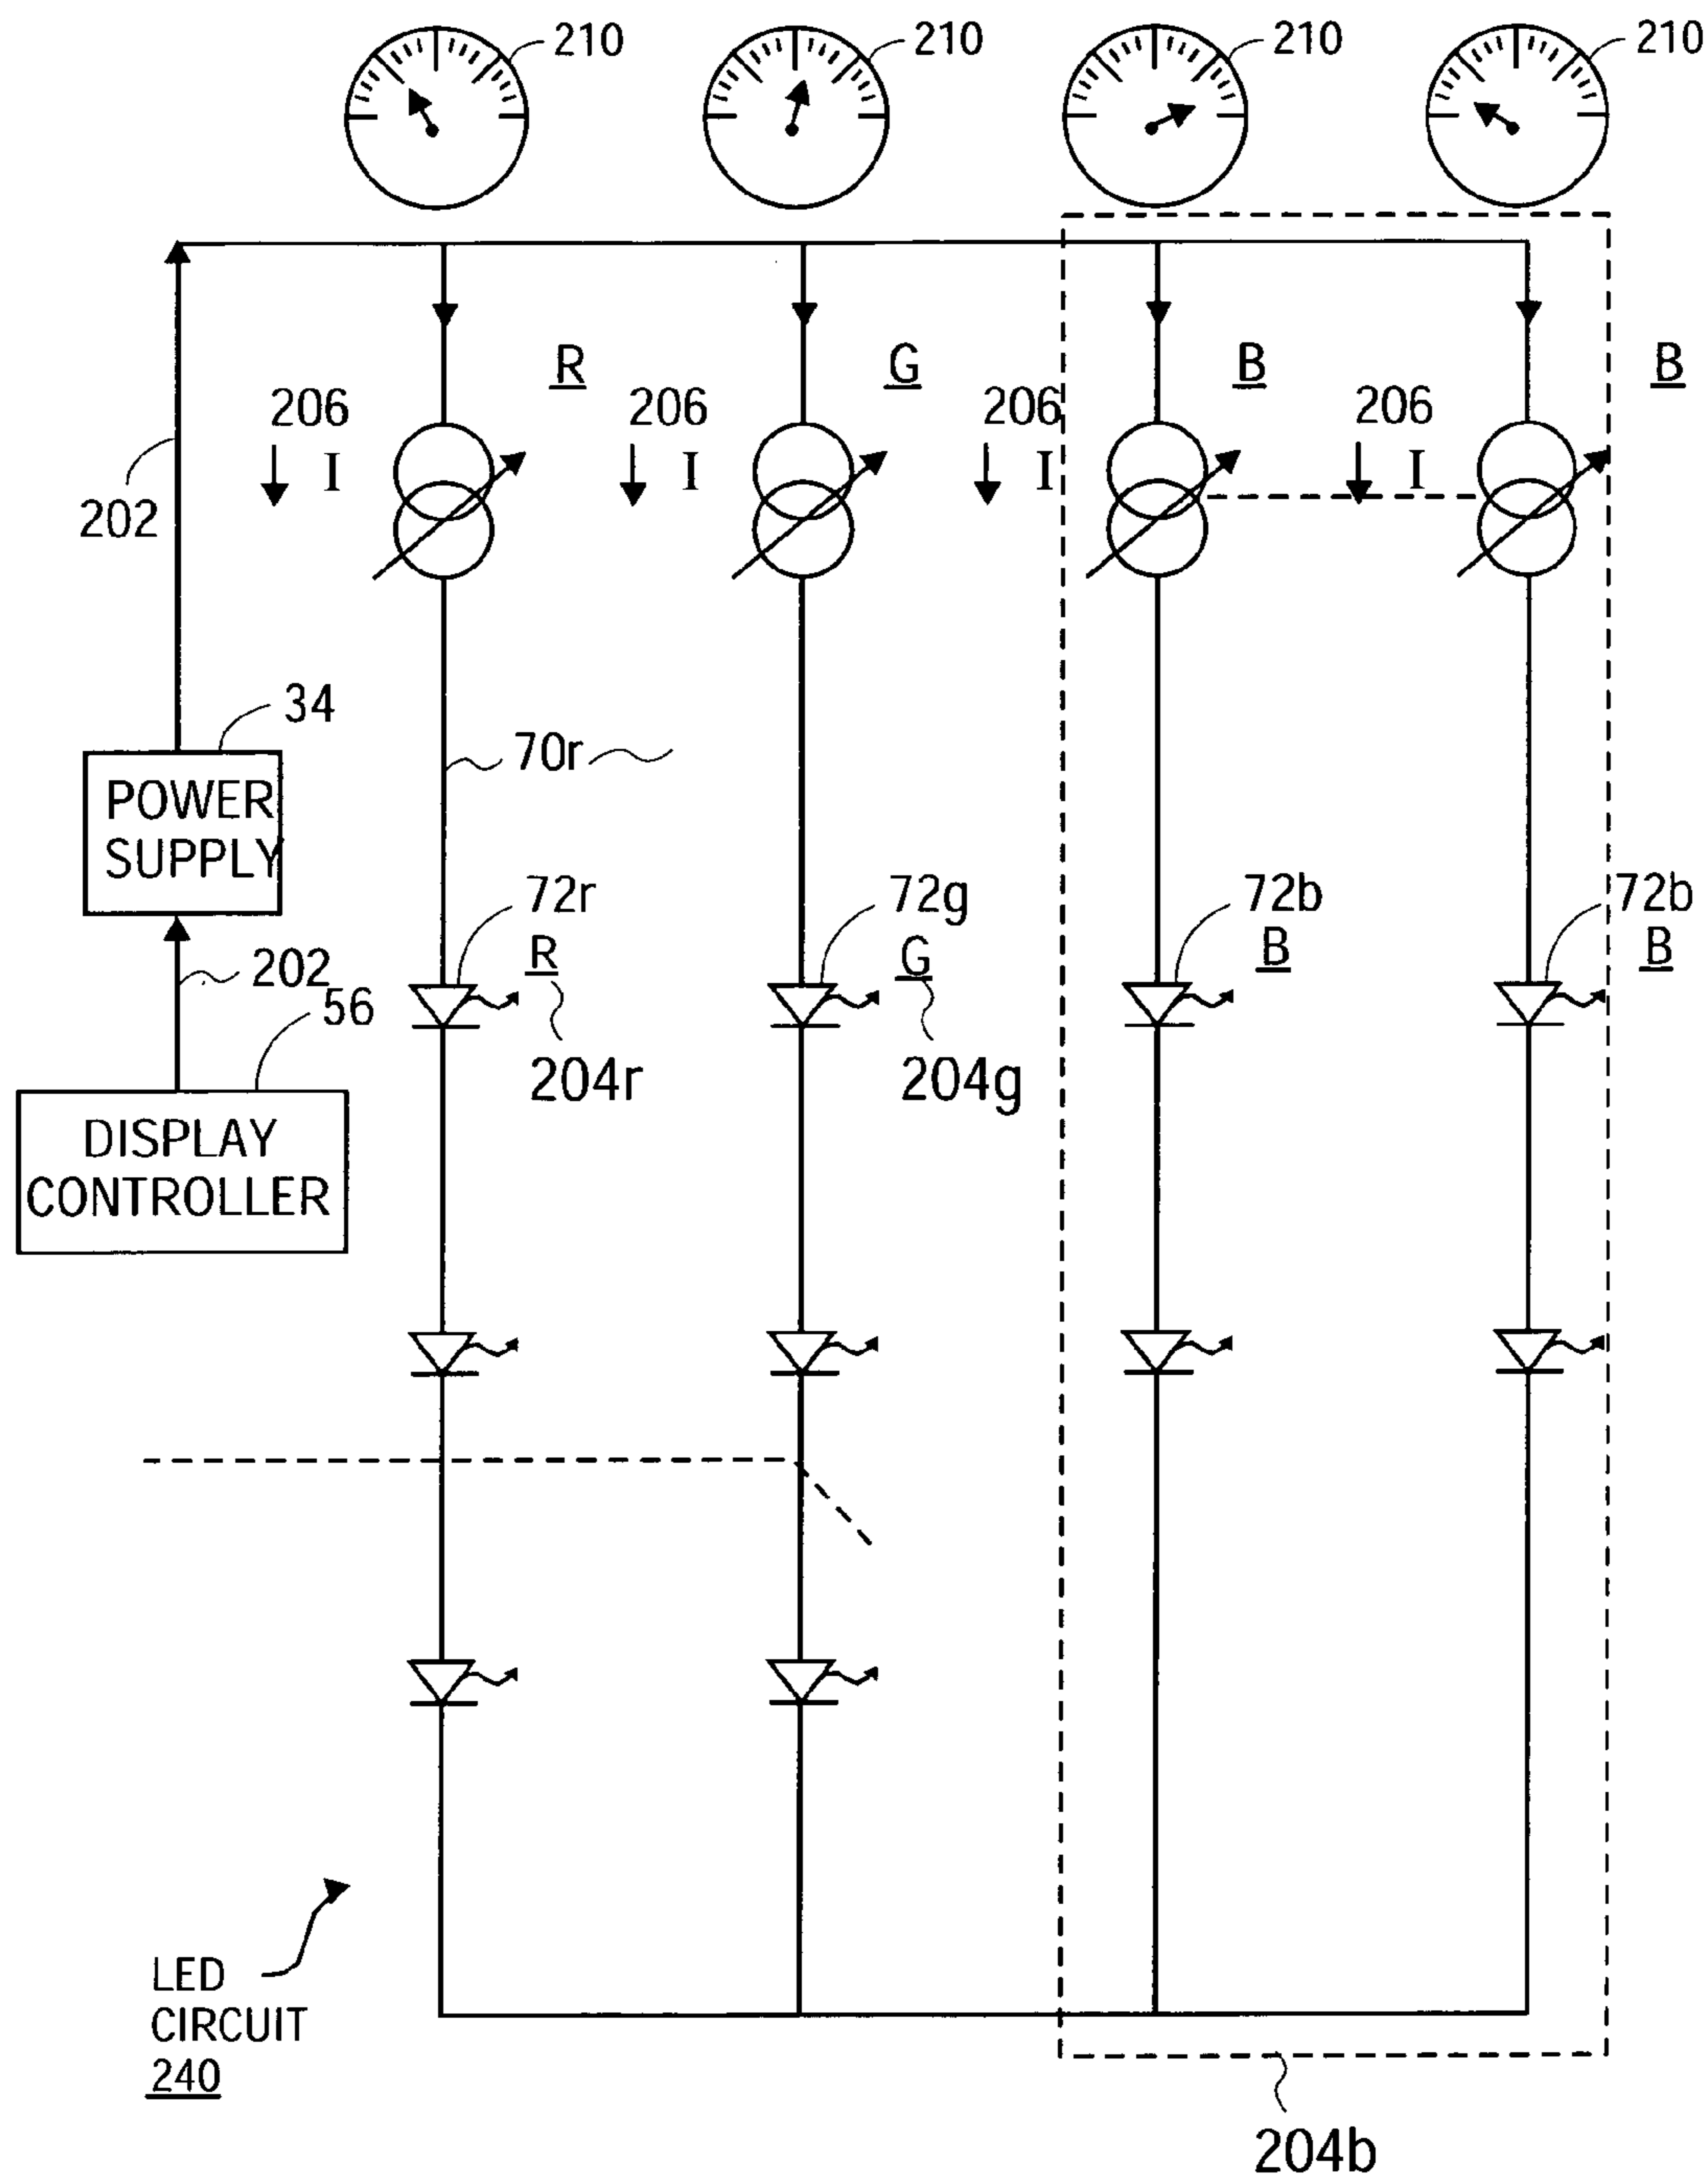 210 210 210 210
R G B B
206 206 206 206
I I I I
202
34
70r
POWER
SUPPLY
72r 72g 72b 72b
R G B B
202
56
204r 204g
DISPLAY
CONTROLLER
LED
CIRCUIT
240
204b